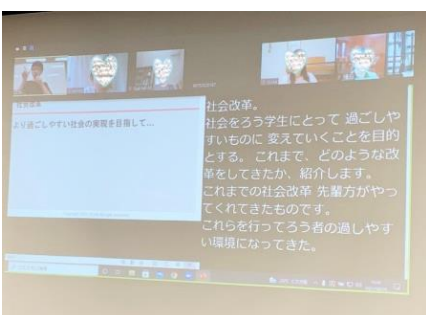 社会改革
より過ごしやすい社会の実現を目指して…
社会改革。
社会をろう学生にとって 過ごしや
すいものに 変えていくことを目的
とする。 これまで、どのような改
革をしてきたか、紹介します。
これまでの社会改革 先輩方がやっ
てくれてきたものです。
これらを行ってろう者の過しやす
い環境になってきた。